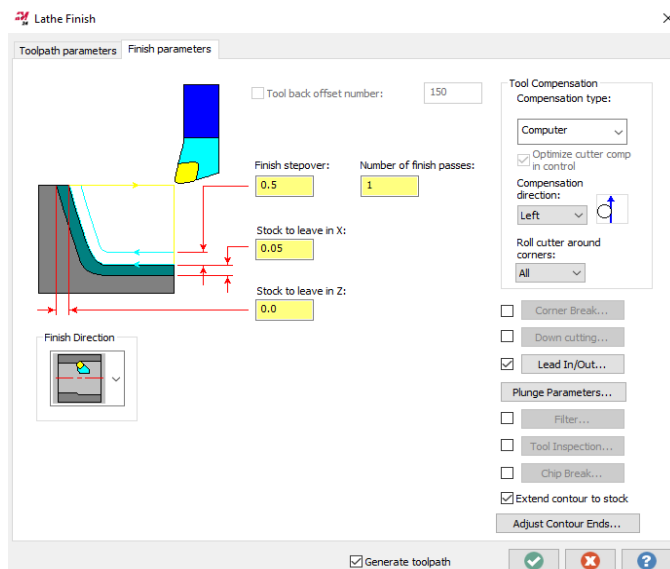 Lathe Finish
Toolpath parameters
Finish parameters
Tool back offset number:
150
Finish stepover:
0.5
Number of finish passes:
1
Stock to leave in X:
0.05
Stock to leave in Z:
0.0
Finish Direction
Tool Compensation
Compensation type:
Computer
Optimize cutter comp
in control
Compensation
direction:
Left
Roll cutter around
corners:
All
Corner Break...
Down cutting...
Lead In/Out...
Plunge Parameters...
Filter...
Tool Inspection...
Chip Break...
Extend contour to stock
Adjust Contour Ends...
Generate toolpath